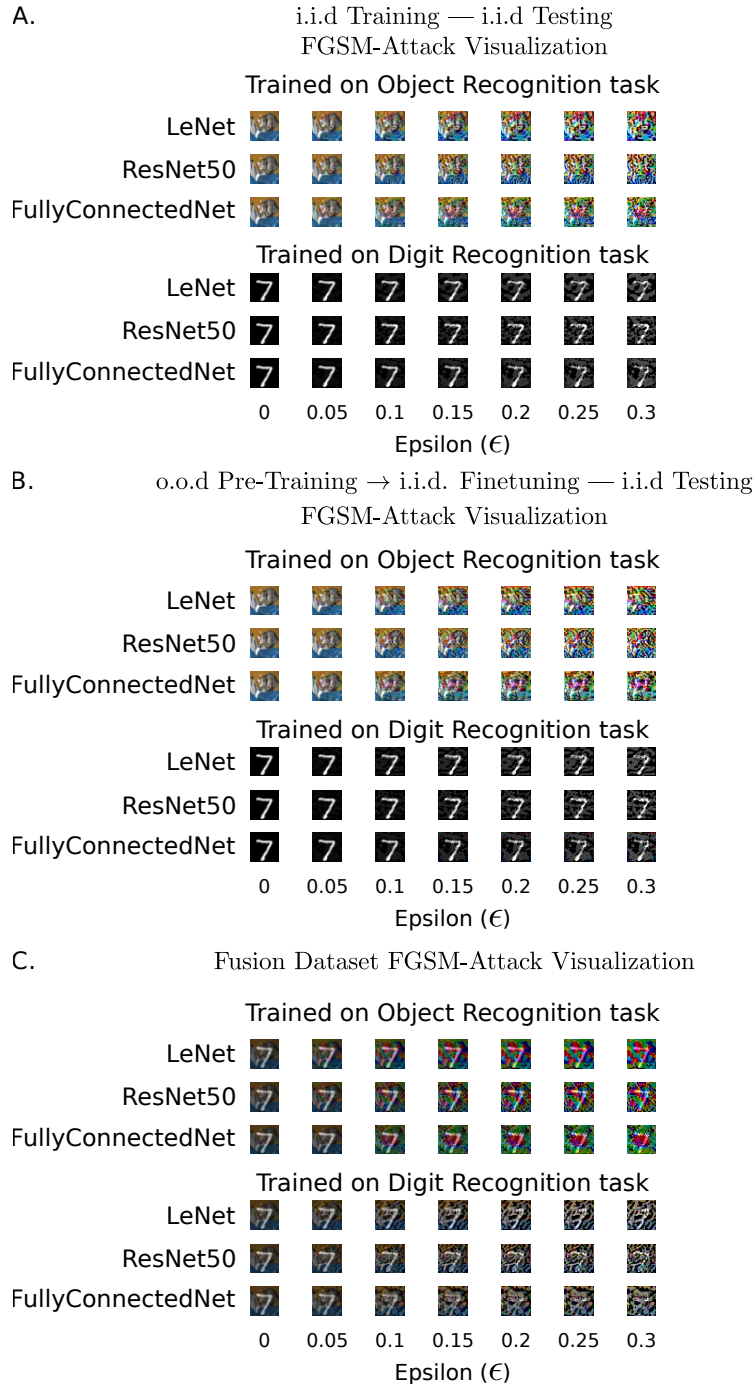 A.
i.i.d Training — i.i.d Testing
FGSM-Attack Visualization
Trained on Object Recognition task
LeNet
ResNet50
FullyConnectedNet
Trained on Digit Recognition task
LeNet
ResNet50
FullyConnectedNet
0 0.05 0.1 0.15 0.2 0.25 0.3
Epsilon (ϵ)
B.
o.o.d Pre-Training → i.i.d. Finetuning — i.i.d Testing
FGSM-Attack Visualization
Trained on Object Recognition task
LeNet
ResNet50
FullyConnectedNet
Trained on Digit Recognition task
LeNet
ResNet50
FullyConnectedNet
0 0.05 0.1 0.15 0.2 0.25 0.3
Epsilon (ϵ)
C.
Fusion Dataset FGSM-Attack Visualization
Trained on Object Recognition task
LeNet
ResNet50
FullyConnectedNet
Trained on Digit Recognition task
LeNet
ResNet50
FullyConnectedNet
0 0.05 0.1 0.15 0.2 0.25 0.3
Epsilon (ϵ)